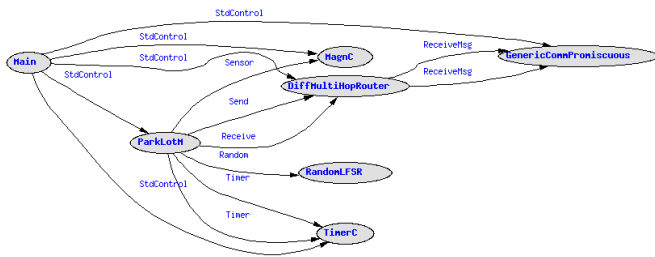 StdControl
StdControl
StdControl
ReceiveMsg
GenericCommPromiscuous
Main
MagnC
Sensor
StdControl
ReceiveMsg
DiffMultiHopRouter
Send
ParkLotM
Receive
Random
RandomLFSR
Timer
StdControl
Timer
TimerC